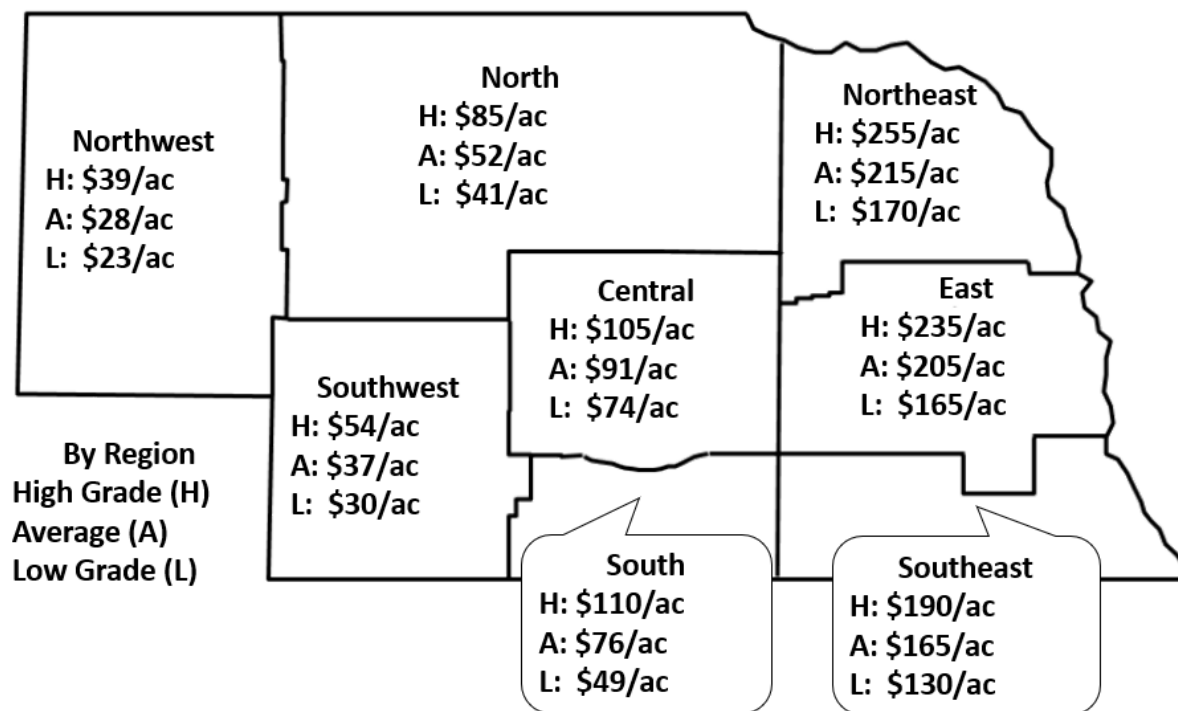 North
H: $85/ac
A: $52/ac
L: $41/ac
Northeast
H: $255/ac
A: $215/ac
L: $170/ac
Northwest
H: $39/ac
A: $28/ac
L: $23/ac
Central
H: $105/ac
A: $91/ac
L: $74/ac
East
H: $235/ac
A: $205/ac
L: $165/ac
Southwest
H: $54/ac
A: $37/ac
L: $30/ac
By Region
High Grade (H)
Average (A)
Low Grade (L)
South
H: $110/ac
A: $76/ac
L: $49/ac
Southeast
H: $190/ac
A: $165/ac
L: $130/ac